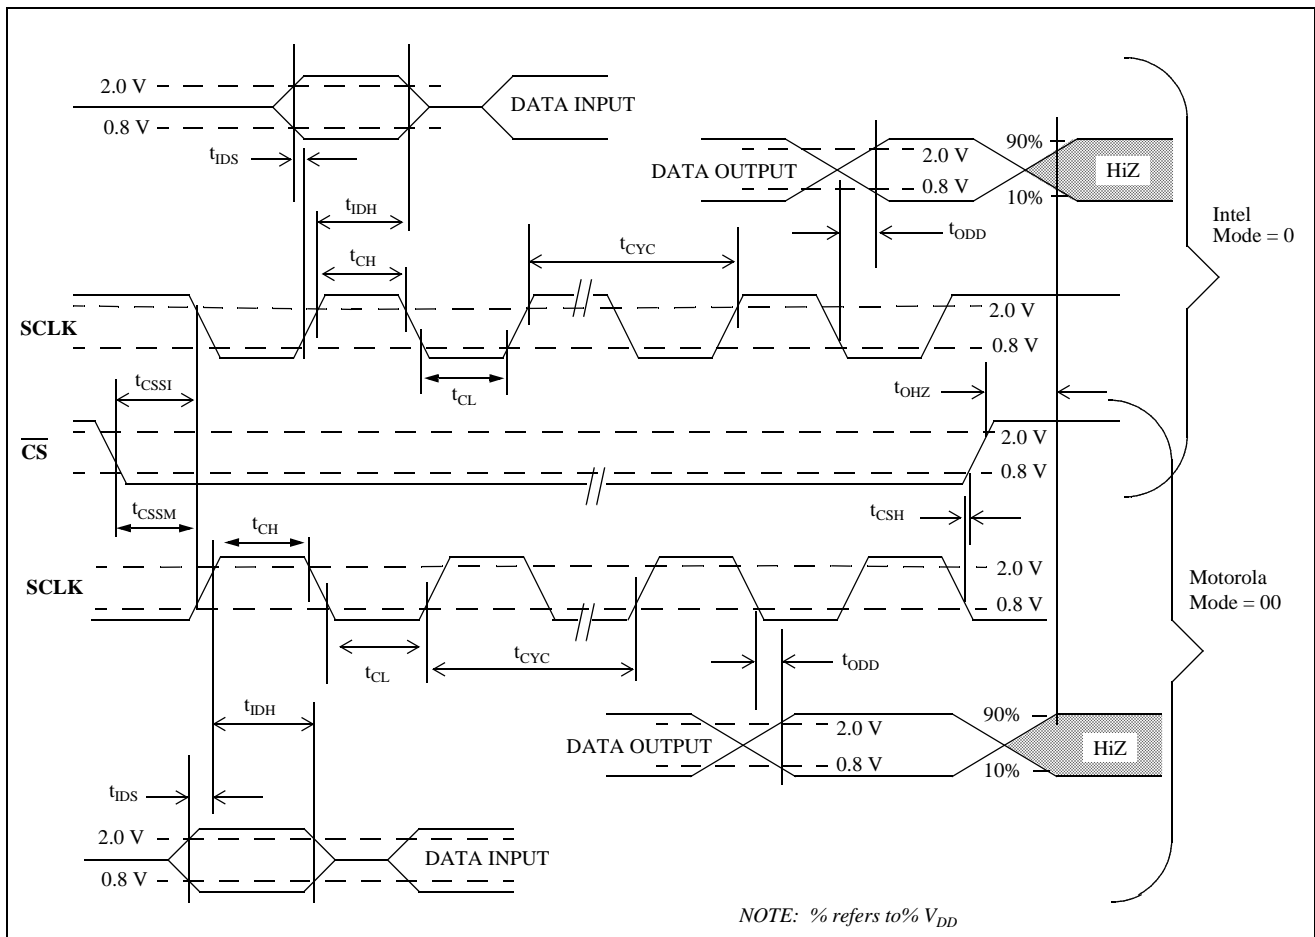 2.0 V
DATA INPUT
0.8 V
tIDS
DATA OUTPUT
90%
2.0 V
0.8 V
10%
HiZ
Intel
Mode = 0
tIDH
tODD
tCH
tCYC
SCLK
2.0 V
0.8 V
tCSSI
tCL
tOHZ
CS
2.0 V
0.8 V
tCSSM
tCH
tCSH
SCLK
2.0 V
0.8 V
Motorola
Mode = 00
tCL
tCYC
tODD
tIDH
DATA OUTPUT
90%
2.0 V
0.8 V
10%
HiZ
tIDS
2.0 V
0.8 V
DATA INPUT
NOTE: % refers to% VDD